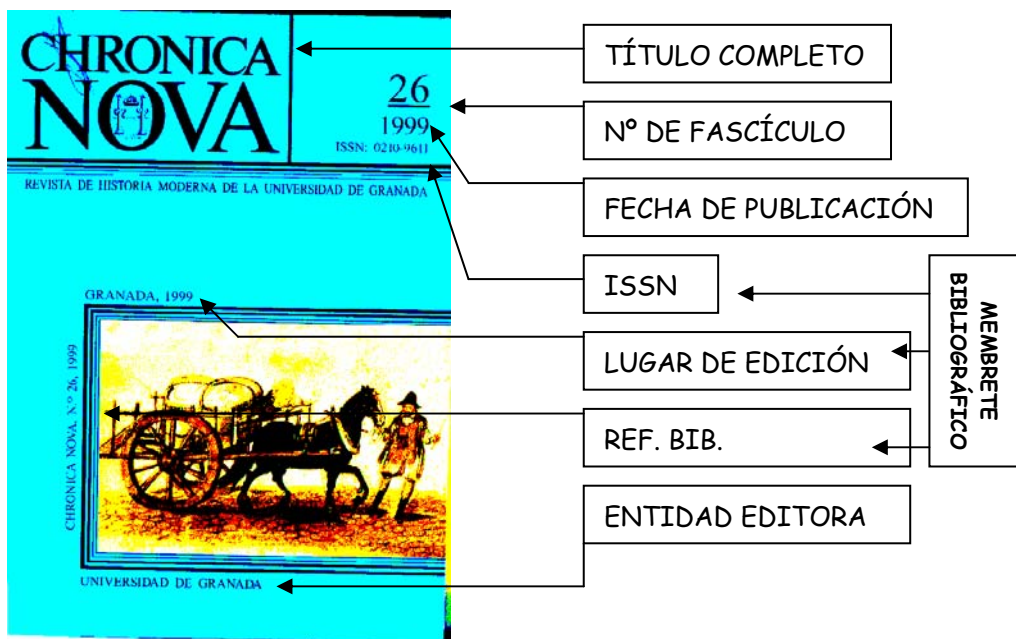 CHRONICA
NOVA
26
1999
ISSN: 0210-9611
REVISTA DE HISTORIA MODERNA DE LA UNIVERSIDAD DE GRANADA
GRANADA, 1999
CHRONICA NOVA, N.º 26, 1999
UNIVERSIDAD DE GRANADA
TÍTULO COMPLETO
Nº DE FASCÍCULO
FECHA DE PUBLICACIÓN
ISSN
LUGAR DE EDICIÓN
REF. BIB.
ENTIDAD EDITORA
MEMBRETE
BIBLIOGRÁFICO